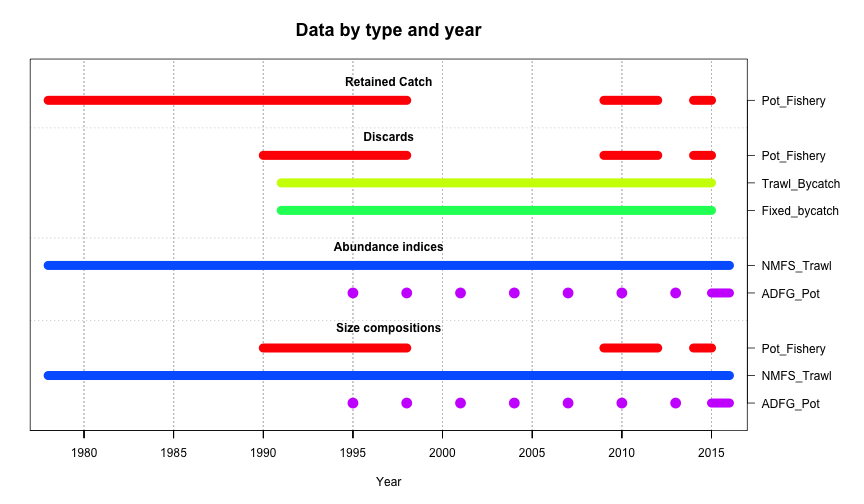 Data by type and year
Retained Catch
Pot_Fishery
Discards
Pot_Fishery
Trawl_Bycatch
Fixed_bycatch
Abundance indices
NMFS_Trawl
ADFG_Pot
Size compositions
Pot_Fishery
NMFS_Trawl
ADFG_Pot
1980 1985 1990 1995 2000 2005 2010 2015
Year